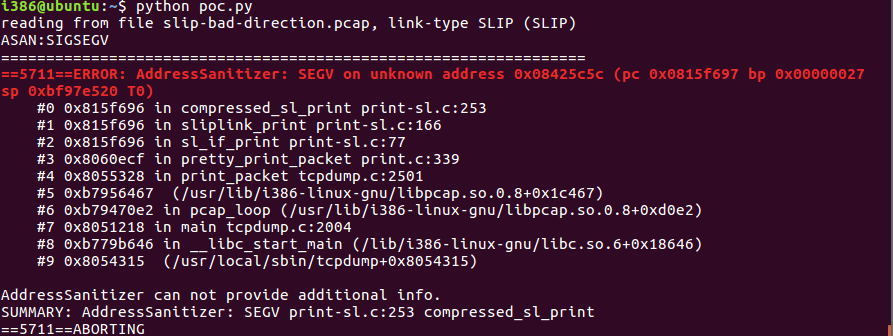 i386@ubuntu:~$ python poc.py
reading from file slip-bad-direction.pcap, link-type SLIP (SLIP)
ASAN:SIGSEGV
=================================================================
==5711==ERROR: AddressSanitizer: SEGV on unknown address 0x08425c5c (pc 0x0815f697 bp 0x00000027
sp 0xbf97e520 T0)
    #0 0x815f696 in compressed_sl_print print-sl.c:253
    #1 0x815f696 in sliplink_print print-sl.c:166
    #2 0x815f696 in sl_if_print print-sl.c:77
    #3 0x8060ecf in pretty_print_packet print.c:339
    #4 0x8055328 in print_packet tcpdump.c:2501
    #5 0xb7956467  (/usr/lib/i386-linux-gnu/libpcap.so.0.8+0x1c467)
    #6 0xb79470e2 in pcap_loop (/usr/lib/i386-linux-gnu/libpcap.so.0.8+0xd0e2)
    #7 0x8051218 in main tcpdump.c:2004
    #8 0xb779b646 in __libc_start_main (/lib/i386-linux-gnu/libc.so.6+0x18646)
    #9 0x8054315  (/usr/local/sbin/tcpdump+0x8054315)

AddressSanitizer can not provide additional info.
SUMMARY: AddressSanitizer: SEGV print-sl.c:253 compressed_sl_print
==5711==ABORTING